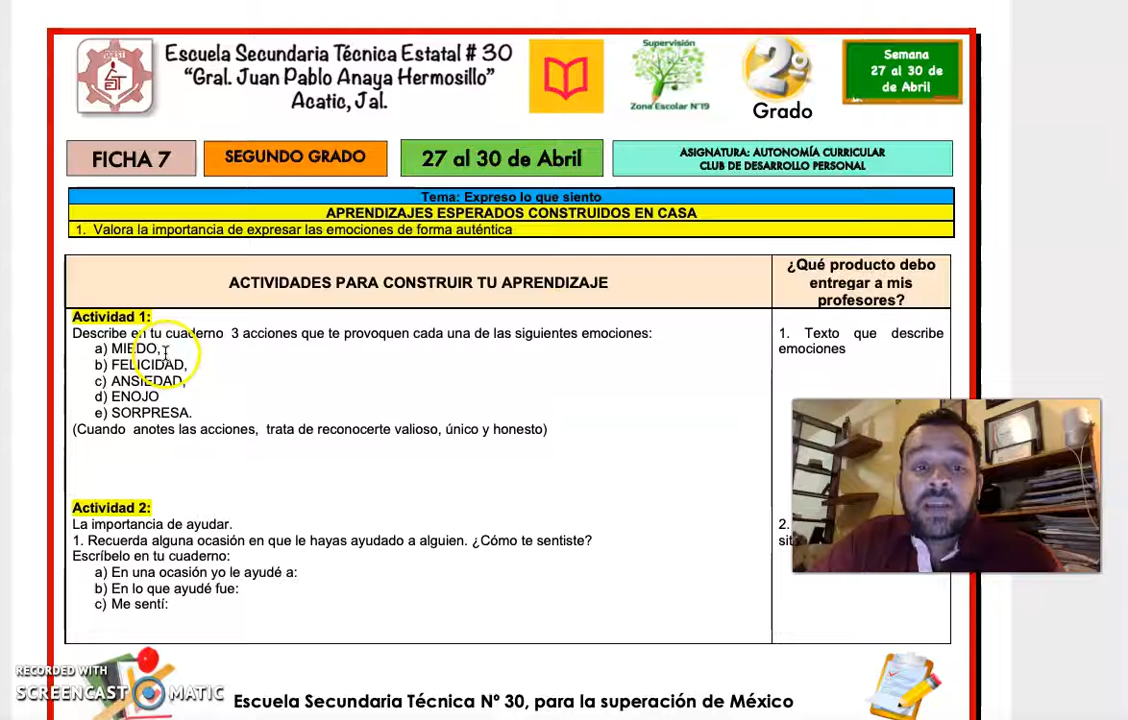 Escuela Secundaria Técnica Estatal # 30
“Gral. Juan Pablo Anaya Hermosillo”
Acatic, Jal.
Supervisión
Zona Escolar N°19
2º
Grado
Semana
27 al 30 de
de Abril
FICHA 7
SEGUNDO GRADO
27 al 30 de Abril
ASIGNATURA: AUTONOMÍA CURRICULAR
CLUB DE DESARROLLO PERSONAL
Tema: Expreso lo que siento
APRENDIZAJES ESPERADOS CONSTRUIDOS EN CASA
1. Valora la importancia de expresar las emociones de forma auténtica
ACTIVIDADES PARA CONSTRUIR TU APRENDIZAJE
¿Qué producto debo
entregar a mis
profesores?
Actividad 1:
Describe en tu cuaderno 3 acciones que te provoquen cada una de las siguientes emociones:
a) MIEDO,
b) FELICIDAD,
c) ANSIEDAD,
d) ENOJO
e) SORPRESA.
(Cuando anotes las acciones, trata de reconocerte valioso, único y honesto)
1. Texto que describe
emociones
Actividad 2:
La importancia de ayudar.
1. Recuerda alguna ocasión en que le hayas ayudado a alguien. ¿Cómo te sentiste?
Escríbelo en tu cuaderno:
a) En una ocasión yo le ayudé a:
b) En lo que ayudé fue:
c) Me sentí:
2.
RECORDED WITH
SCREENCAST MATIC
Escuela Secundaria Técnica Nº 30, para la superación de México